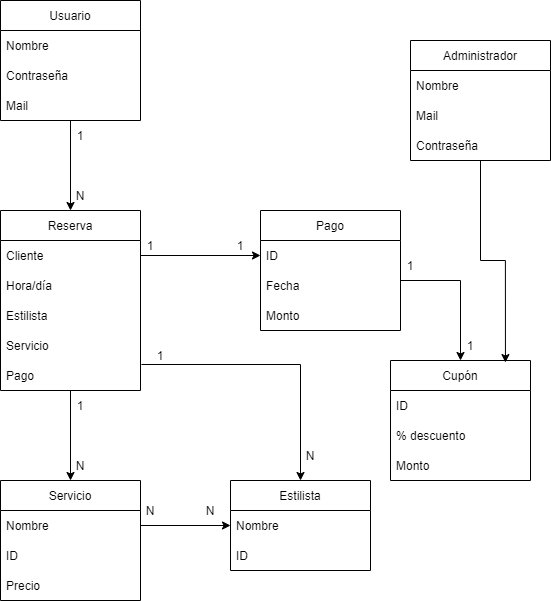 Usuario
Nombre
Contraseña
Mail
1
N
Administrador
Nombre
Mail
Contraseña
Reserva
Cliente
Hora/día
Estilista
Servicio
Pago
1
1
Pago
ID
Fecha
Monto
1
1
Cupón
ID
% descuento
Monto
1
N
1
N
Servicio
Nombre
ID
Precio
N
N
Estilista
Nombre
ID